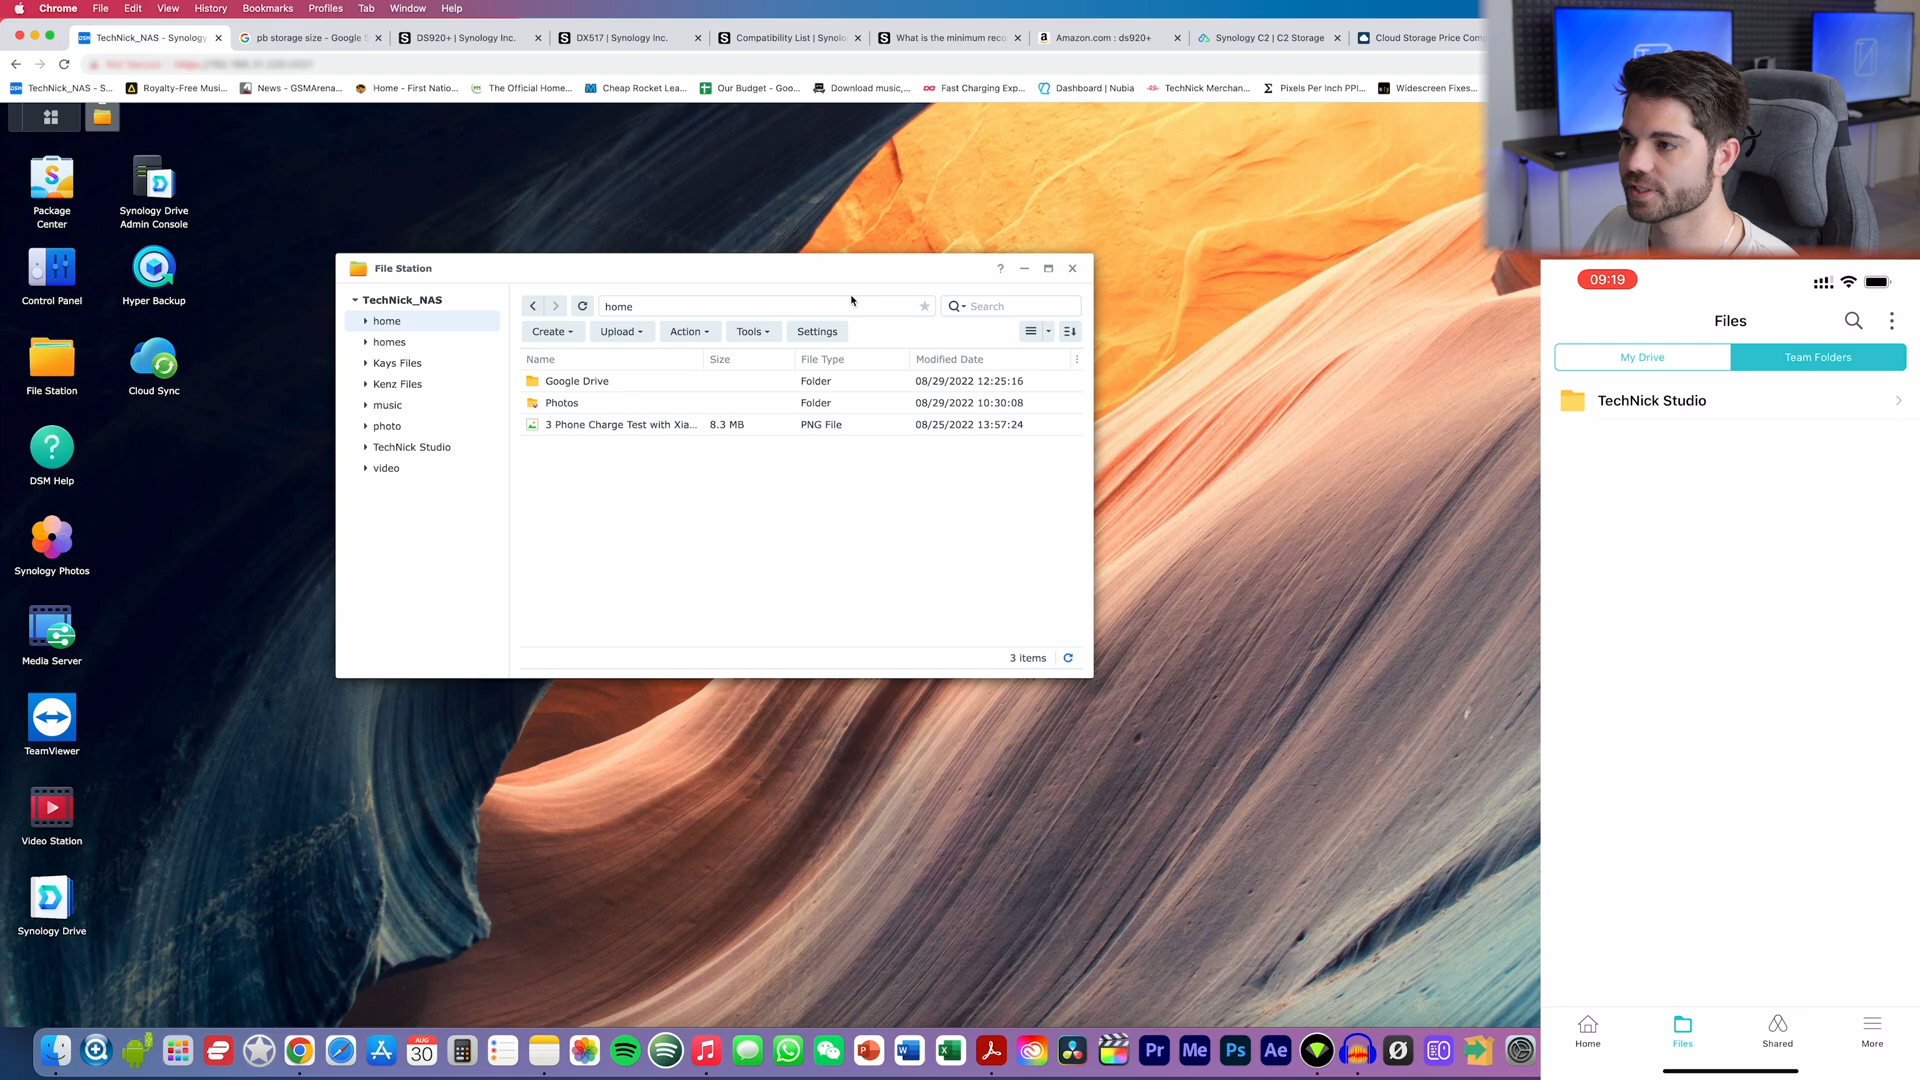 Chrome File Edit View History Bookmarks Profiles Tab Window Help
TechNick_NAS - Synology
pb storage size - Google S
DS920+ | Synology Inc.
DX517 | Synology Inc.
Compatibility List | Synolo
What is the minimum reco
Amazon.com : ds920+
Synology C2 | C2 Storage
Cloud Storage Price Com
TechNick_NAS - S...
Royalty-Free Musi...
News - GSMArena...
Home - First Natio...
The Official Home...
Cheap Rocket Lea...
Our Budget - Goo...
Download music,...
Fast Charging Exp...
Dashboard | Nubia
TechNick Merchan...
Pixels Per Inch PPI...
Widescreen Fixes...
Package Center
Synology Drive Admin Console
Control Panel
Hyper Backup
File Station
Cloud Sync
DSM Help
Synology Photos
Media Server
TeamViewer
Video Station
Synology Drive
File Station
TechNick_NAS
home
homes
Kays Files
Kenz Files
music
photo
TechNick Studio
video
home
Search
Create Upload Action Tools Settings
Name Size File Type Modified Date
Google Drive Folder 08/29/2022 12:25:16
Photos Folder 08/29/2022 10:30:08
3 Phone Charge Test with Xia... 8.3 MB PNG File 08/25/2022 13:57:24
3 items
09:19
Files
My Drive Team Folders
TechNick Studio
Home Files Shared More
AUG
30
Pr Me Ps Ae